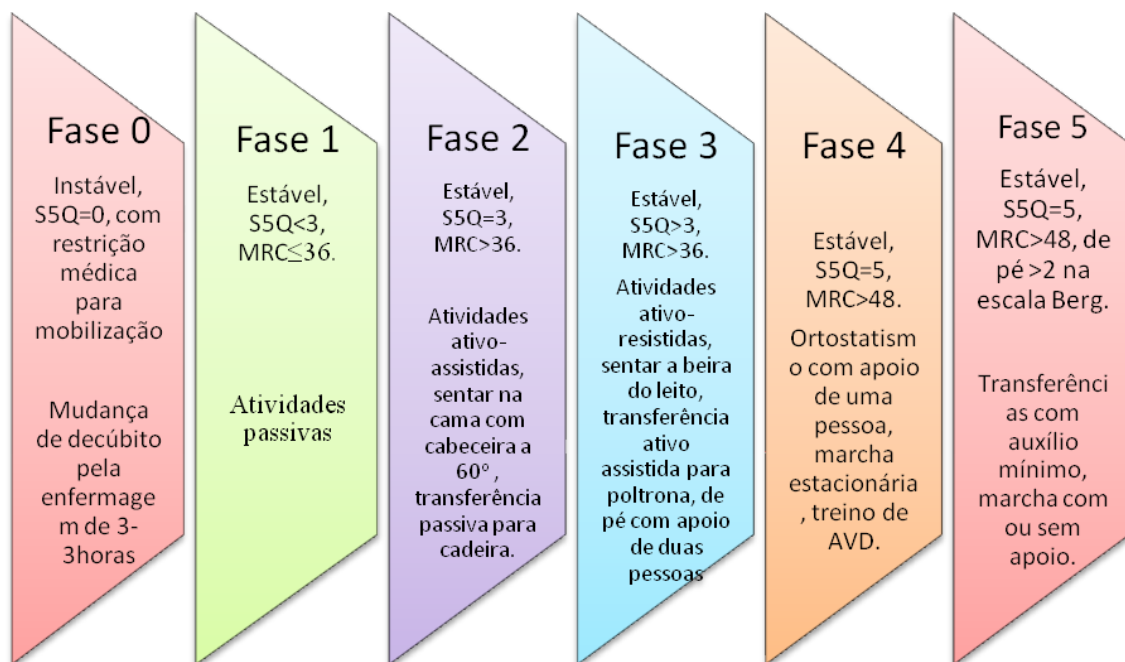 Fase 0
Instável,
S5Q=0, com
restrição
médica
para
mobilização
Mudança
de decúbito
pela
enfermage
m de 3-
3horas
Fase 1
Estável,
S5Q<3,
MRC≤36.
Atividades
passivas
Fase 2
Estável,
S5Q=3,
MRC>36.
Atividades
ativo-
assistidas,
sentar na
cama com
cabeceira a
60°,
transferência
passiva para
cadeira.
Fase 3
Estável,
S5Q>3,
MRC>36.
Atividades
ativo-
resistidas,
sentar a beira
do leito,
transferência
ativo
assistida para
poltrona, de
pé com apoio
de duas
pessoas
Fase 4
Estável,
S5Q=5,
MRC>48.
Ortostatism
o com apoio
de uma
pessoa,
marcha
estacionária
, treino de
AVD.
Fase 5
Estável,
S5Q=5,
MRC>48, de
pé >2 na
escala Berg.
Transferênci
as com
auxílio
mínimo,
marcha com
ou sem
apoio.